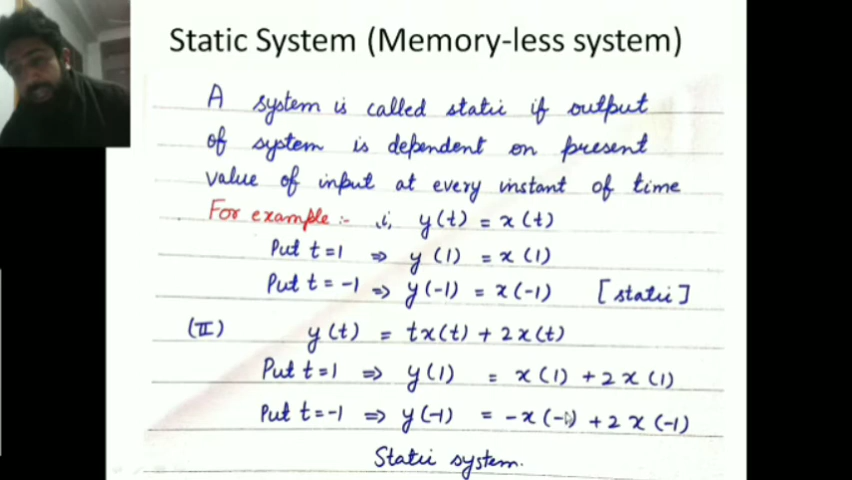 Static System (Memory-less system)
A system is called static if output
of system is dependent on present
value of input at every instant of time
For example :- i, y(t) = x(t)
Put t=1 ⇒ y(1) = x(1)
Put t = -1 ⇒ y(-1) = x(-1) [static]
(II) y(t) = tx(t) + 2x(t)
Put t=1 ⇒ y(1) = x(1) + 2x(1)
Put t=-1 ⇒ y(-1) = -x(-1) + 2x(-1)
Static system.